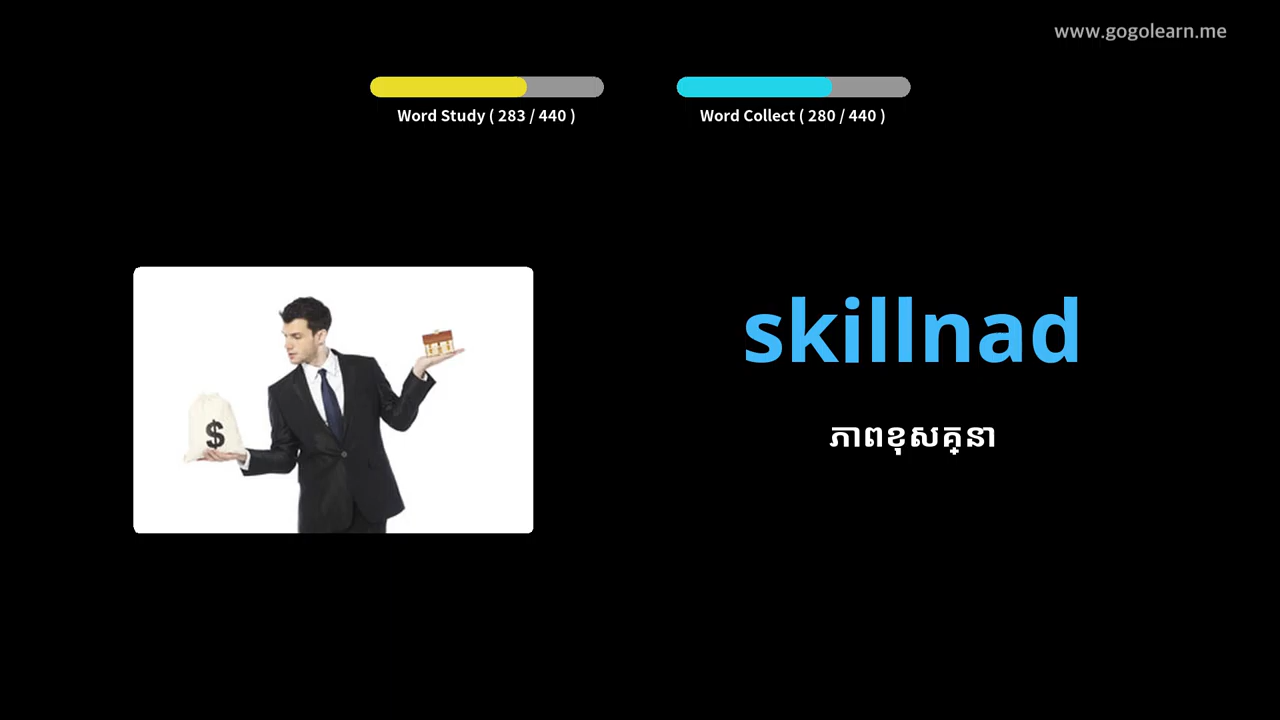 www.gogolearn.me
Word Study ( 283 / 440 )
Word Collect ( 280 / 440 )
$
skillnad
ភាពខុសគ្នា